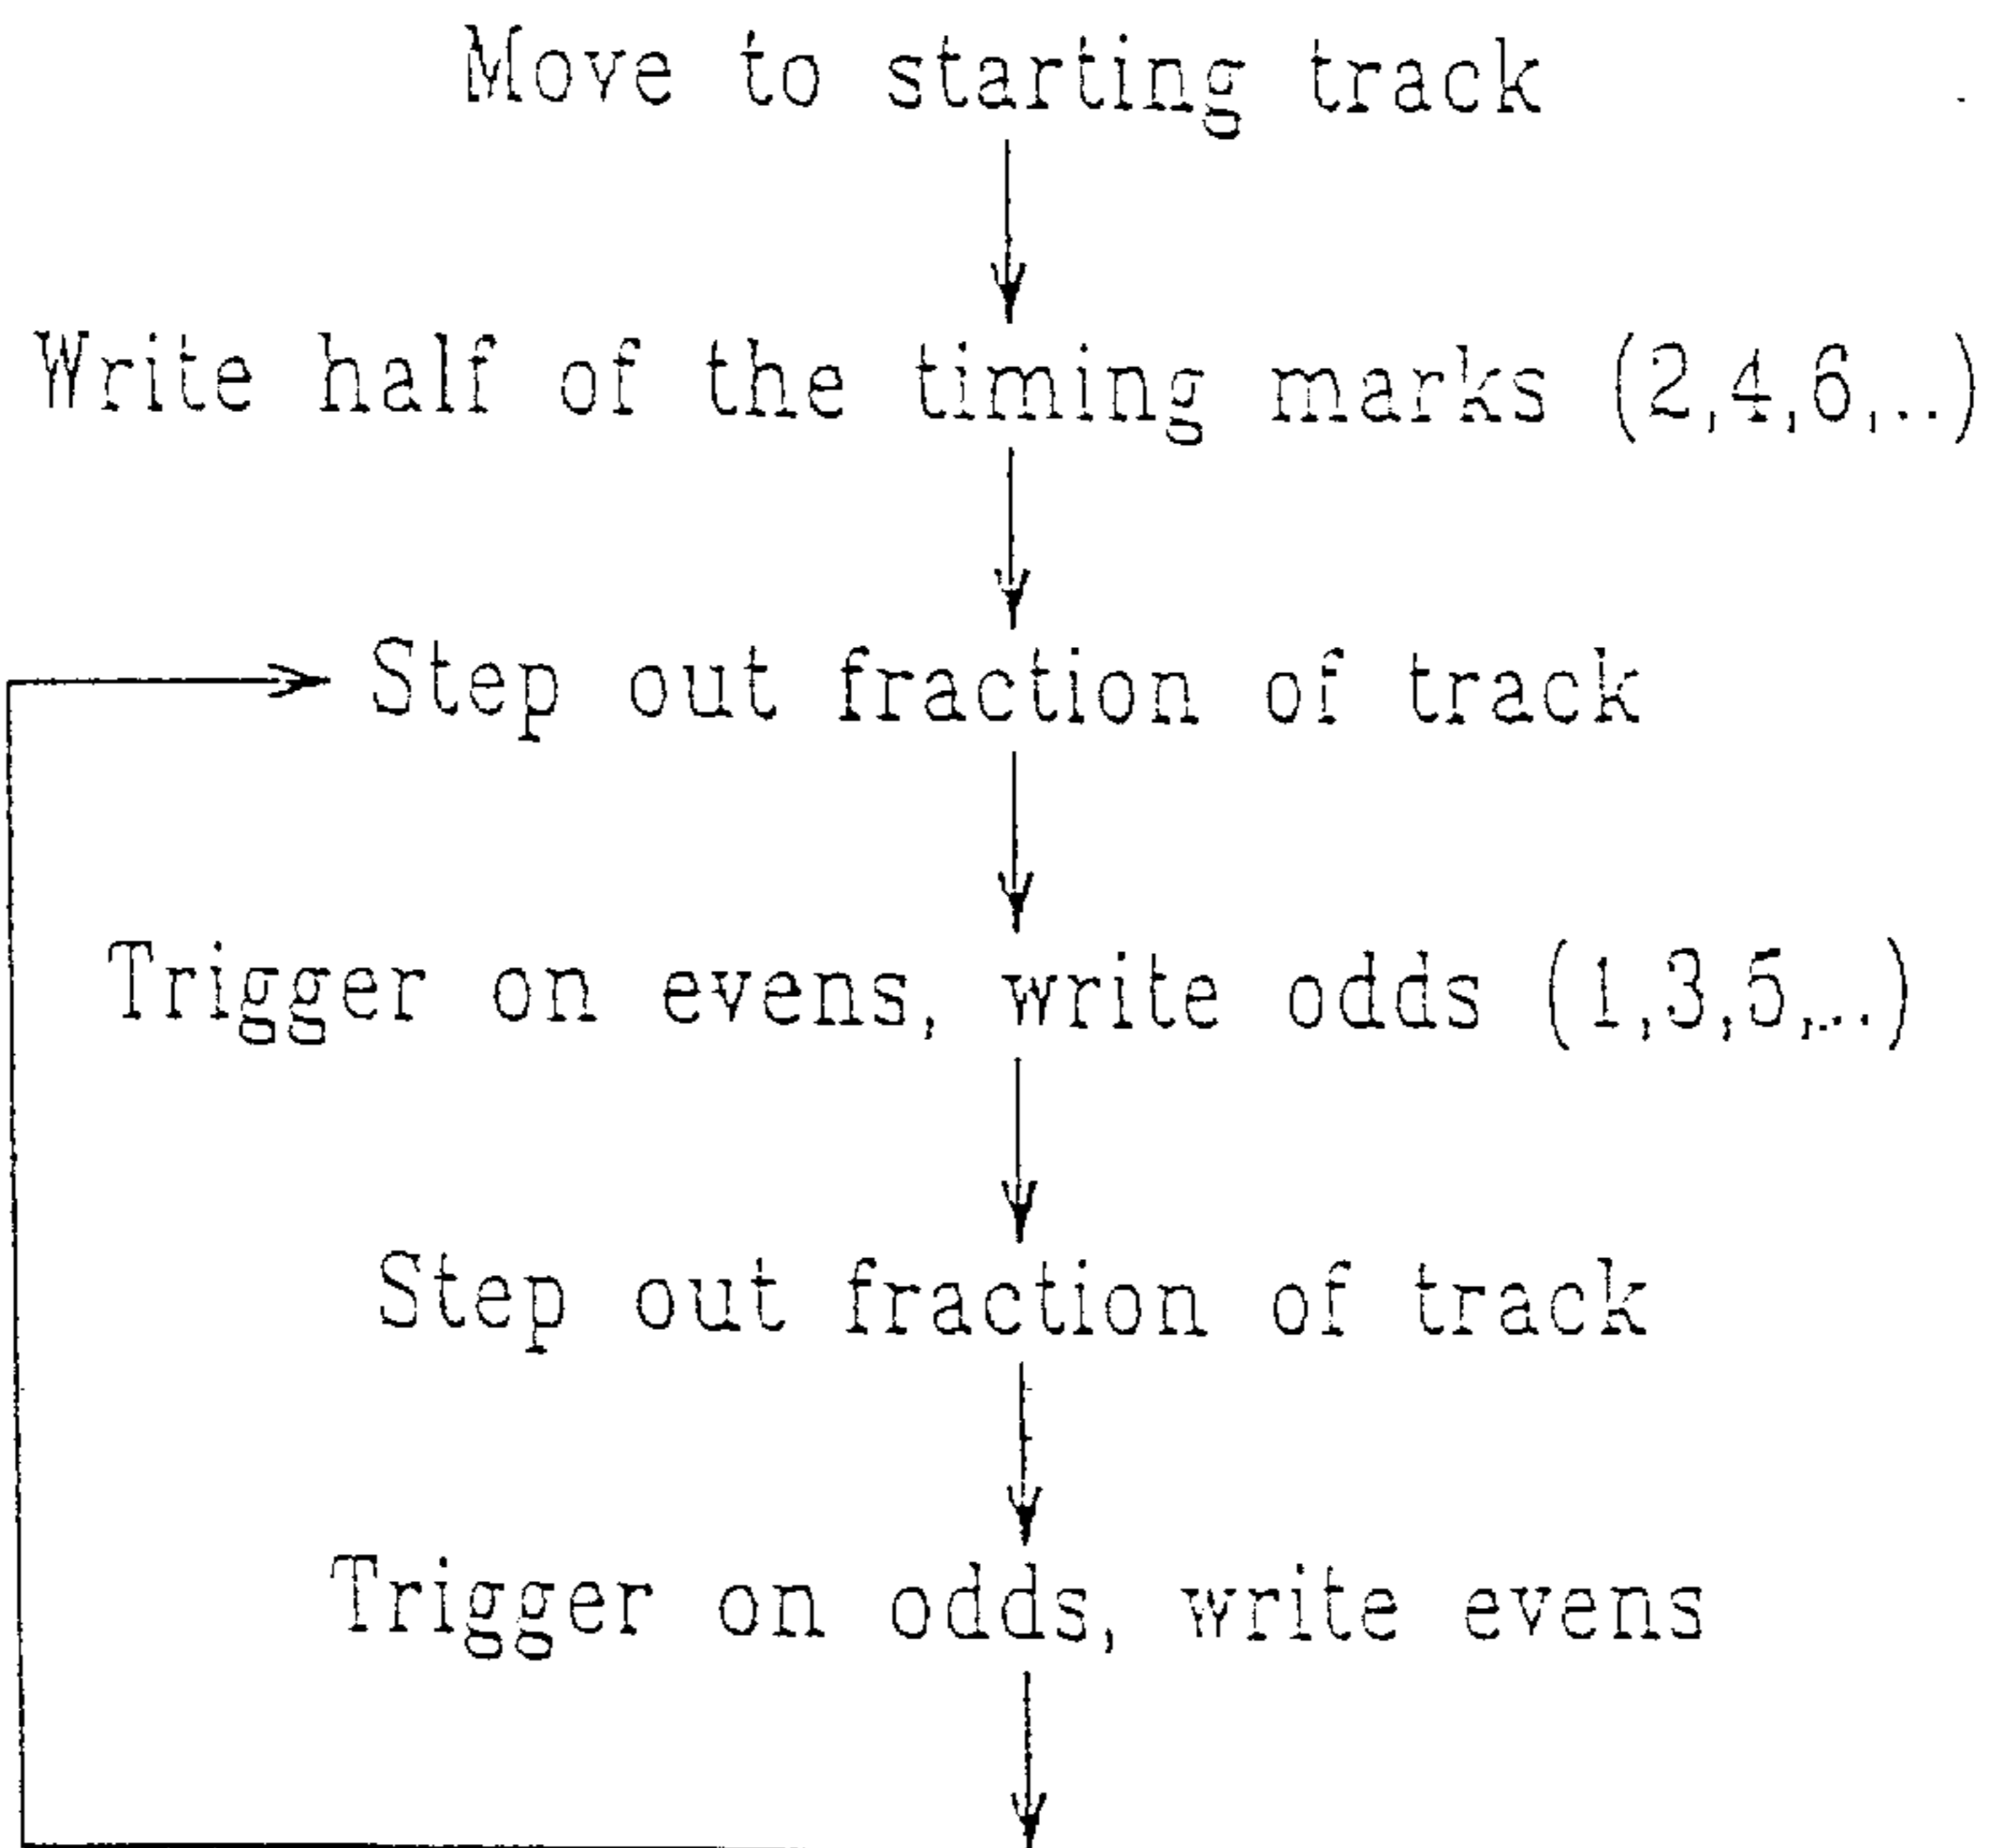 Move to starting track
Write half of the timing marks (2,4,6,..)
Step out fraction of track
Trigger on evens, write odds (1,3,5,..)
Step out fraction of track
Trigger on odds, write evens